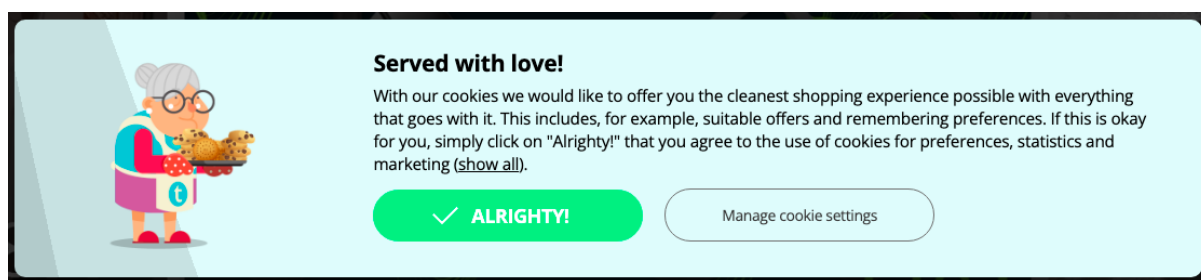 Served with love!
With our cookies we would like to offer you the cleanest shopping experience possible with everything
that goes with it. This includes, for example, suitable offers and remembering preferences. If this is okay
for you, simply click on "Alrighty!" that you agree to the use of cookies for preferences, statistics and
marketing (show all).
t
ALRIGHTY!
Manage cookie settings